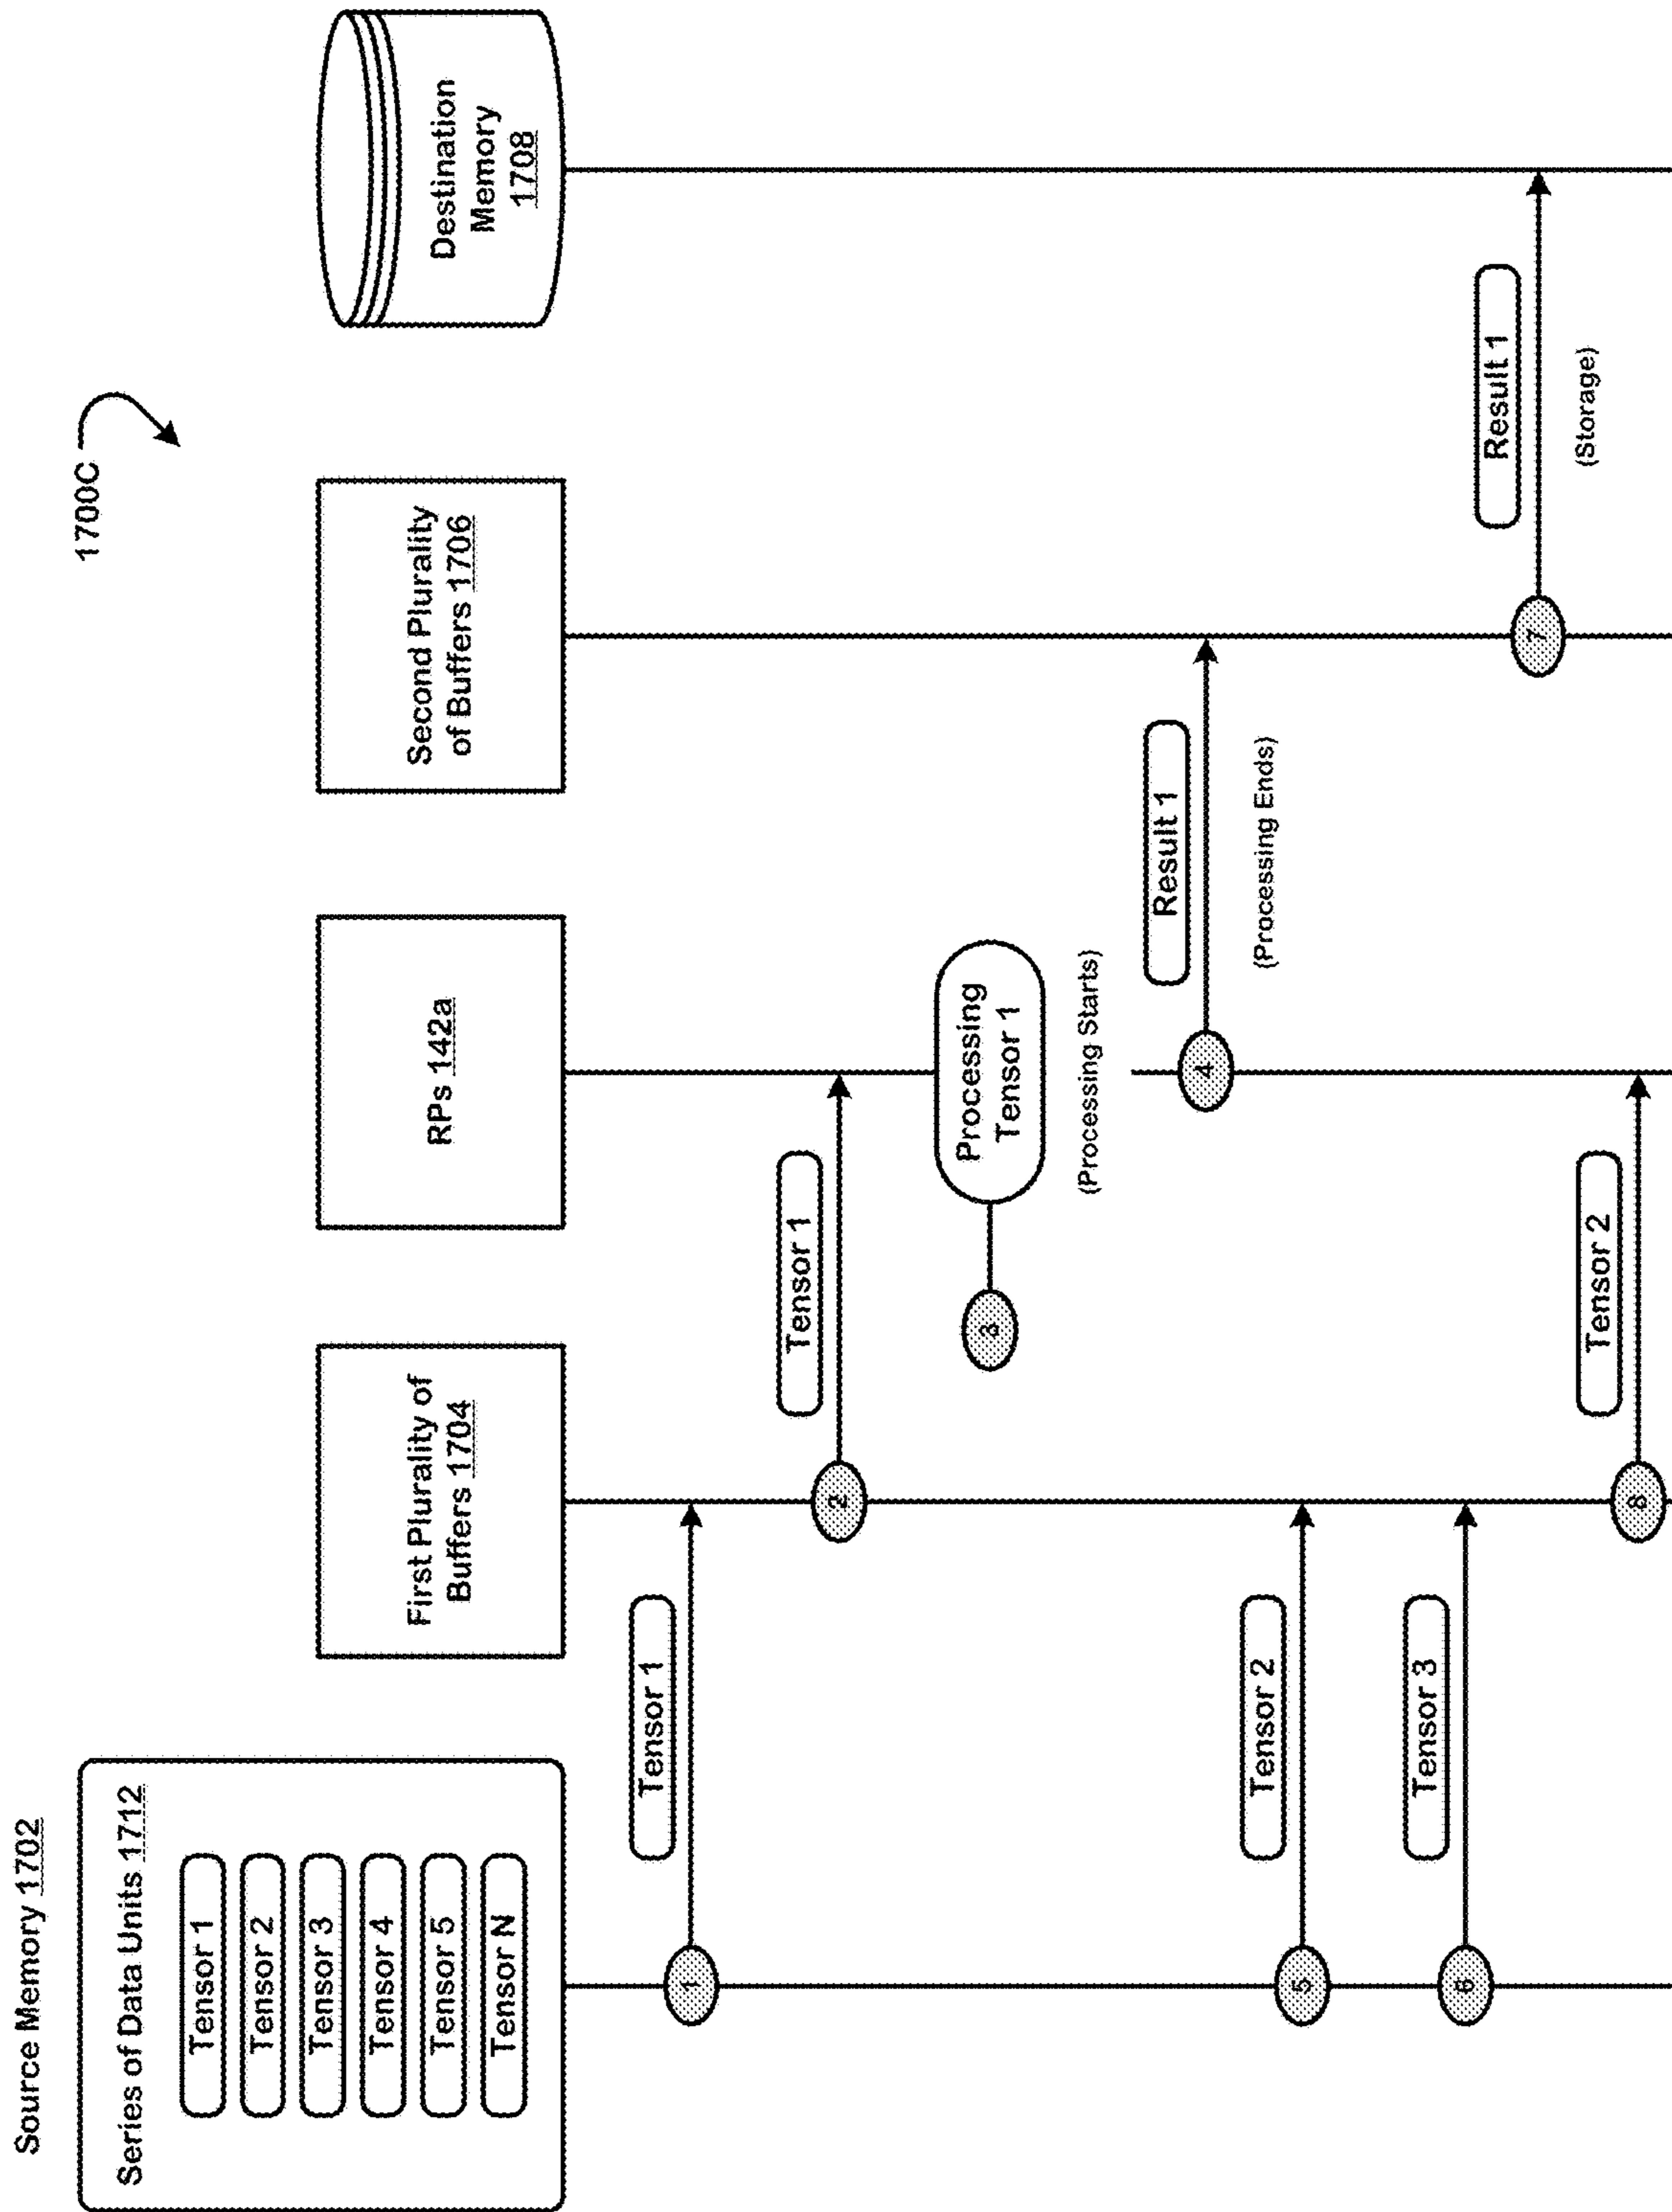 1700C
Source Memory 1702
Series of Data Units 1712
Tensor 1
Tensor 2
Tensor 3
Tensor 4
Tensor 5
Tensor N
First Plurality of
Buffers 1704
RPs 142a
Second Plurality
of Buffers 1706
Destination
Memory
1708
1
Tensor 1
2
Tensor 1
3
Processing
Tensor 1
(Processing Starts)
4
Result 1
(Processing Ends)
5
Tensor 2
6
Tensor 3
7
Result 1
(Storage)
8
Tensor 2